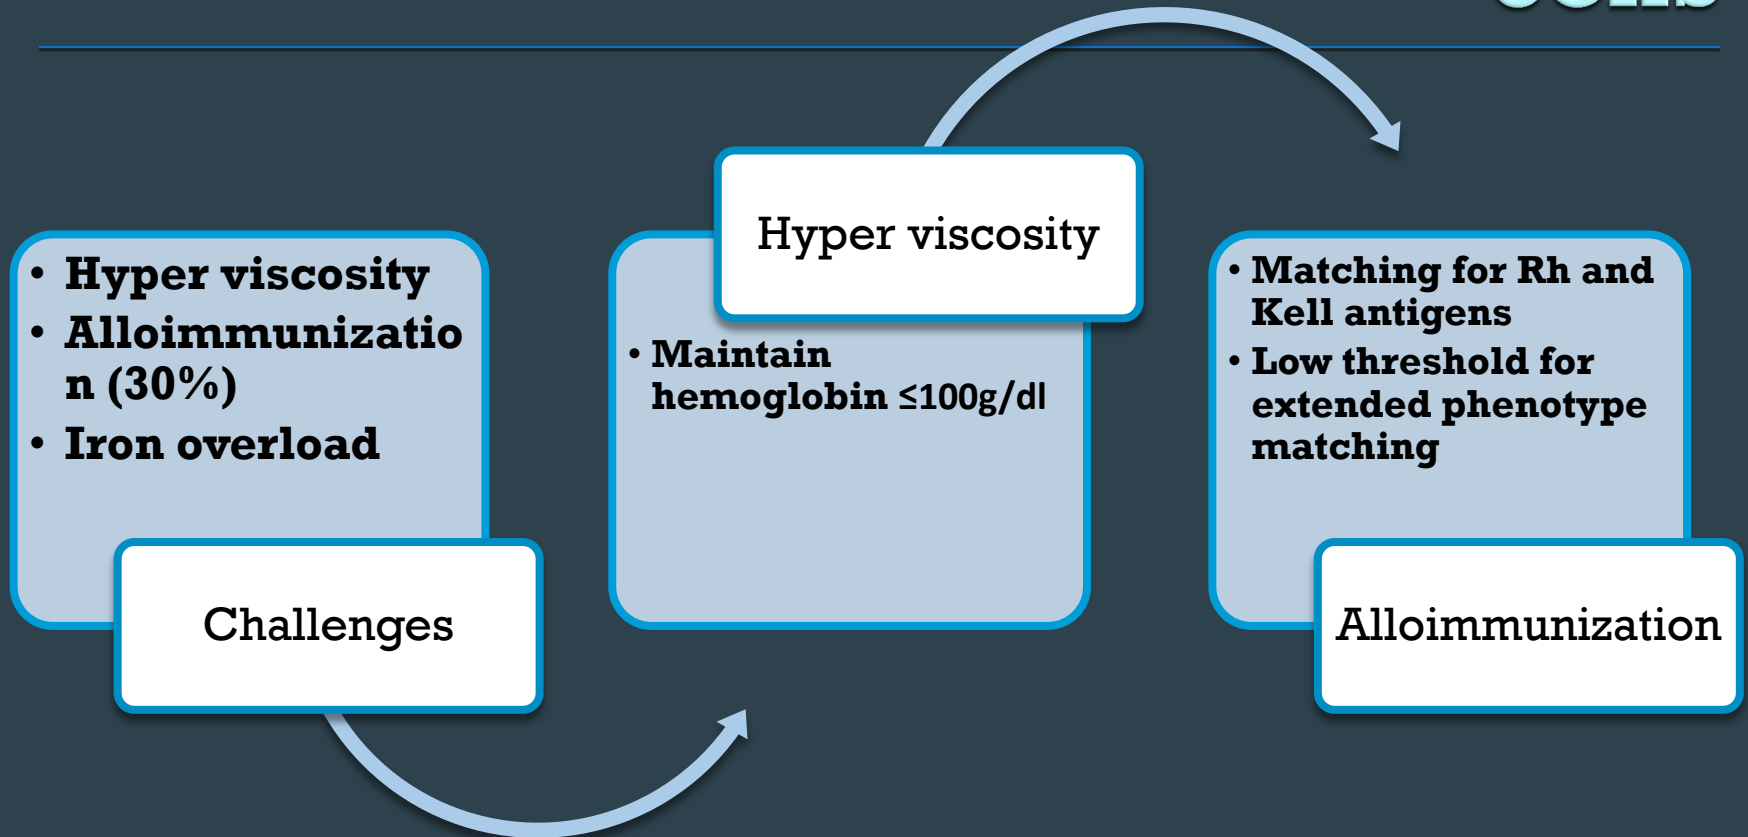 • Hyper viscosity
• Alloimmunizatio
n (30%)
• Iron overload
Challenges
Hyper viscosity
• Maintain
hemoglobin ≤100g/dl
• Matching for Rh and
Kell antigens
• Low threshold for
extended phenotype
matching
Alloimmunization